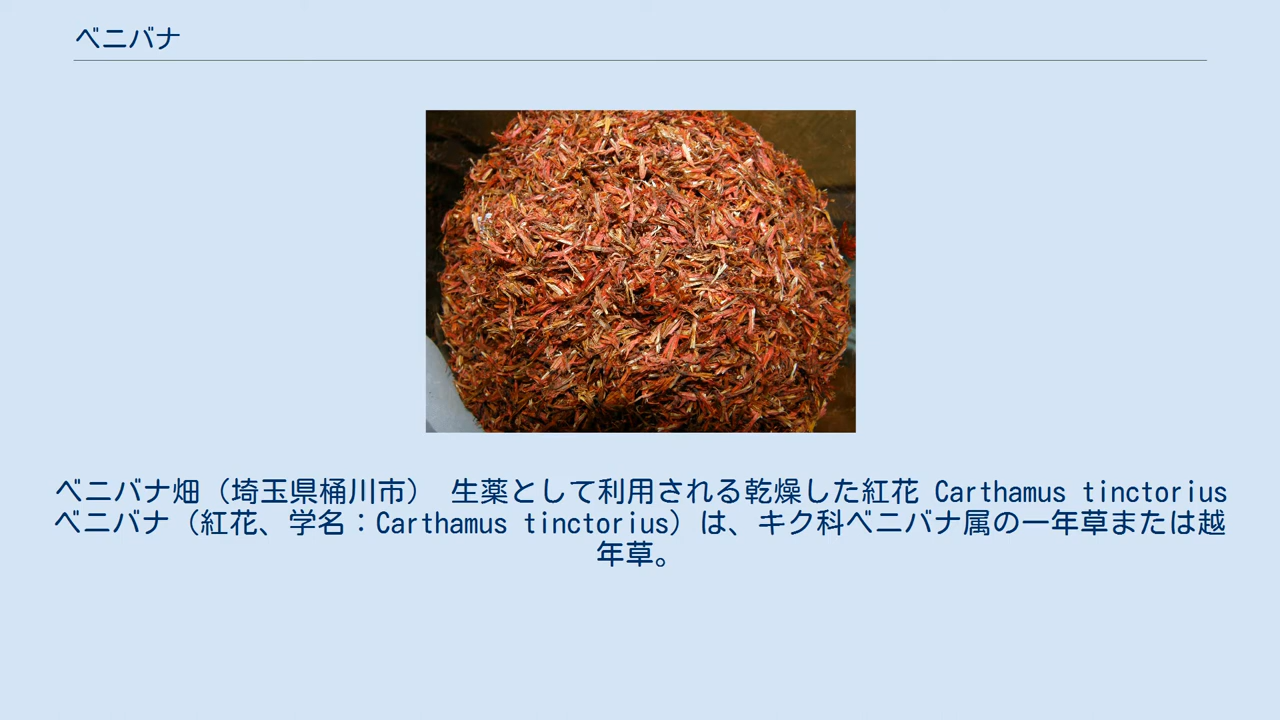 ベニバナ
ベニバナ畑（埼玉県桶川市） 生薬として利用される乾燥した紅花 Carthamus tinctorius
ベニバナ（紅花、学名：Carthamus tinctorius）は、キク科ベニバナ属の一年草または越
年草。